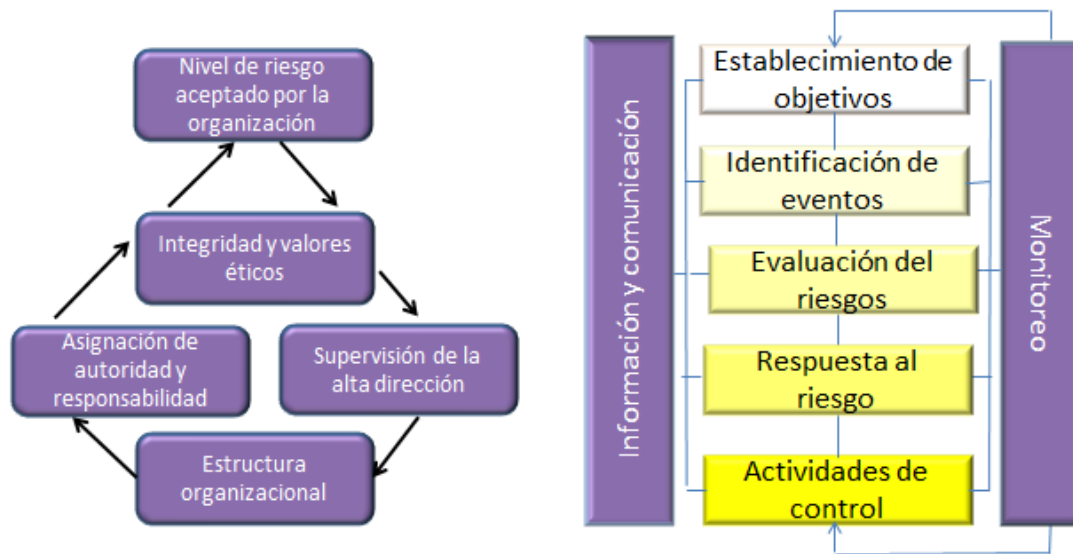 Nivel de riesgo
aceptado por la
organización
Integridad y valores
éticos
Asignación de
autoridad y
responsabilidad
Supervisión de la
alta dirección
Estructura
organizacional
Información y comunicación
Establecimiento de
objetivos
Identificación de
eventos
Evaluación del
riesgos
Respuesta al
riesgo
Actividades de
control
Monitoreo